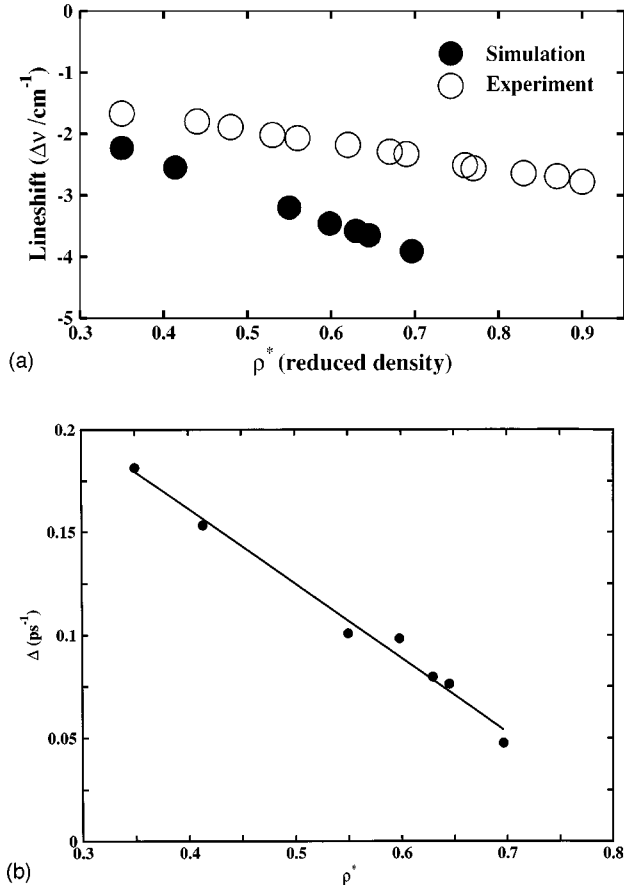 0
-1
-2
-3
-4
-5
Lineshift (Δν /cm-1)
Simulation
Experiment
0.3 0.4 0.5 0.6 0.7 0.8 0.9
ρ* (reduced density)
(a)
0.2
0.15
0.1
0.05
0
Δ (ps-1)
0.3 0.4 0.5 0.6 0.7 0.8
ρ*
(b)